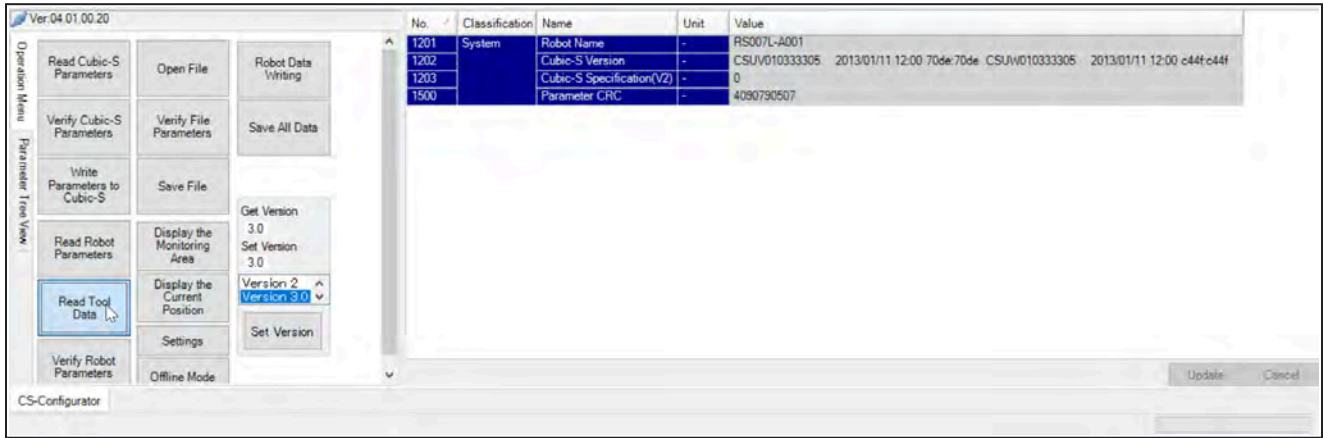 Ver:04.01.00.20
Operation Menu
Parameter Tree View
Read Cubic-S
Parameters
Open File
Robot Data
Writing
Verify Cubic-S
Parameters
Verify File
Parameters
Save All Data
Write
Parameters to
Cubic-S
Save File
Get Version
3.0
Set Version
3.0
Read Robot
Parameters
Display the
Monitoring
Area
Version 2
Version 3.0
Read Tool
Data
Display the
Current
Position
Set Version
Settings
Verify Robot
Parameters
Offline Mode
No. Classification Name Unit Value
1201 System Robot Name - RS007L-A001
1202 Cubic-S Version - CSUV010333305 2013/01/11 12:00 70de:70de CSUW010333305 2013/01/11 12:00 c44f:c44f
1203 Cubic-S Specification(V2) - 0
1500 Parameter CRC - 4090790507
Update Cancel
CS-Configurator